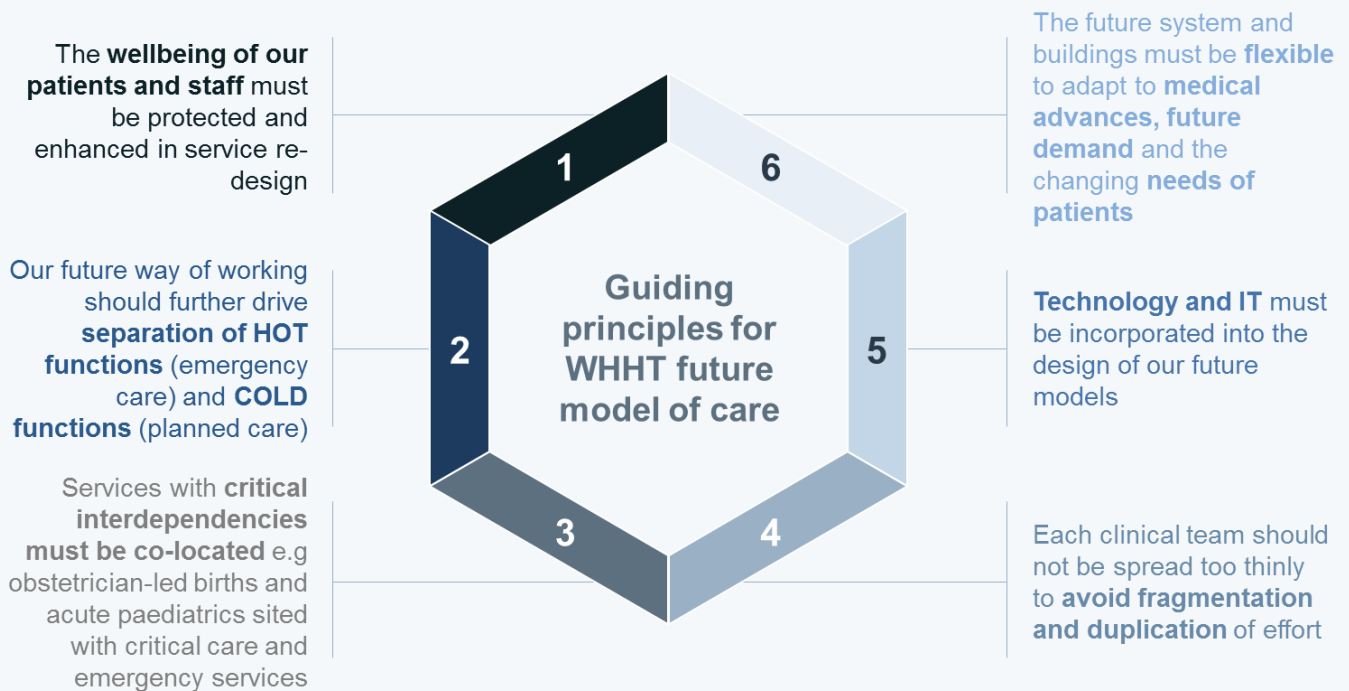 The wellbeing of our
patients and staff must
be protected and
enhanced in service re-
design
1
Our future way of working
should further drive
separation of HOT
functions (emergency
care) and COLD
functions (planned care)
2
Services with critical
interdependencies
must be co-located e.g
obstetrician-led births and
acute paediatrics sited
with critical care and
emergency services
3
Guiding
principles for
WHHT future
model of care
The future system and
buildings must be flexible
to adapt to medical
advances, future
demand and the
changing needs of
patients
6
Technology and IT must
be incorporated into the
design of our future
models
5
Each clinical team should
not be spread too thinly
to avoid fragmentation
and duplication of effort
4